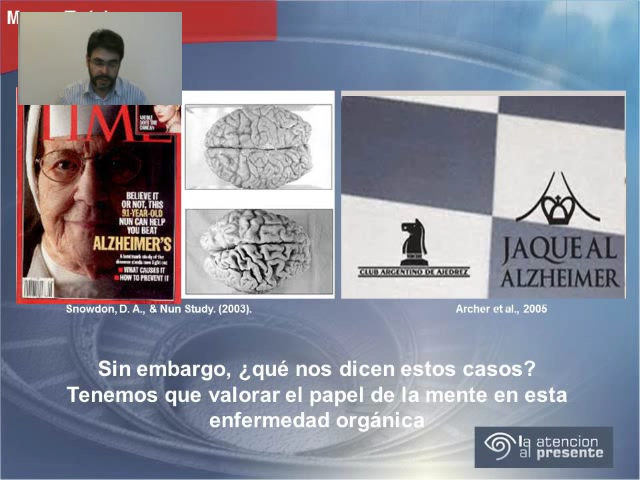 TIME
BELIEVE IT
OR NOT, THIS
91-YEAR-OLD
NUN CAN HELP
YOU BEAT
ALZHEIMER'S
WHAT CAUSES IT
HOW TO PREVENT IT
CLUB ARGENTINO DE AJEDREZ
JAQUE AL
ALZHEIMER
Snowdon, D. A., & Nun Study. (2003).
Archer et al., 2005
Sin embargo, ¿qué nos dicen estos casos?
Tenemos que valorar el papel de la mente en esta
enfermedad orgánica
la atencion
al presente